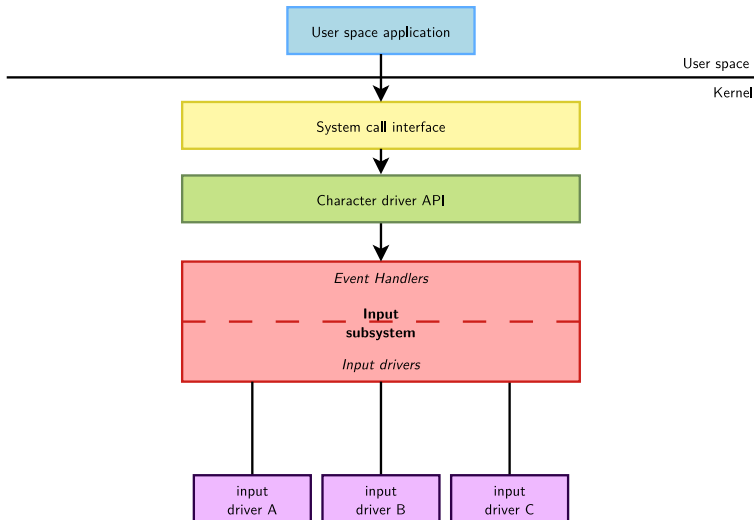 User space application
User space
Kernel
System call interface
Character driver API
Event Handlers
Input
subsystem
Input drivers
input
driver A
input
driver B
input
driver C